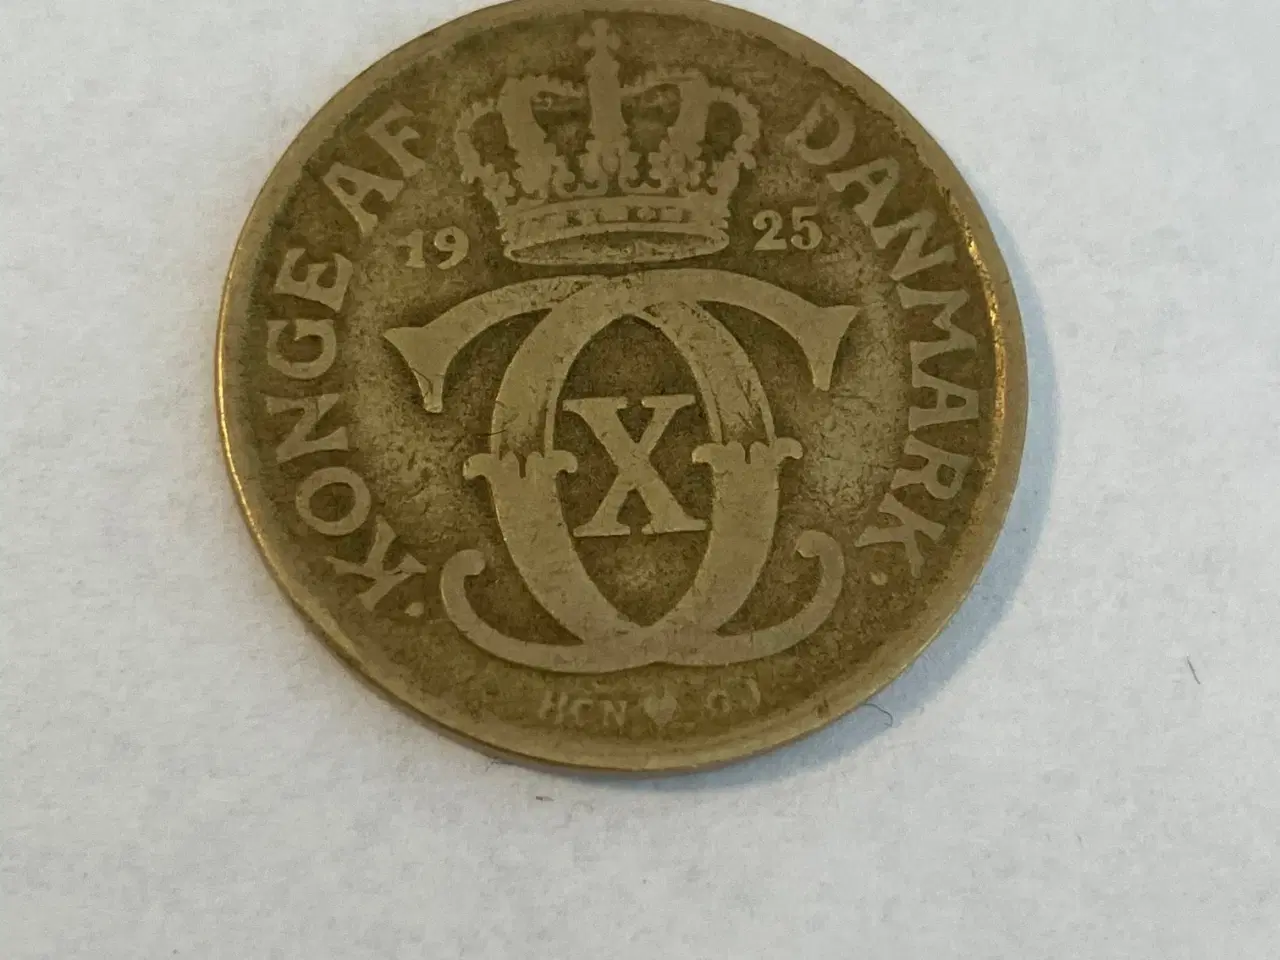 · KONGE AF DANMARK ·
19 25
X
HCN ♥ GJ